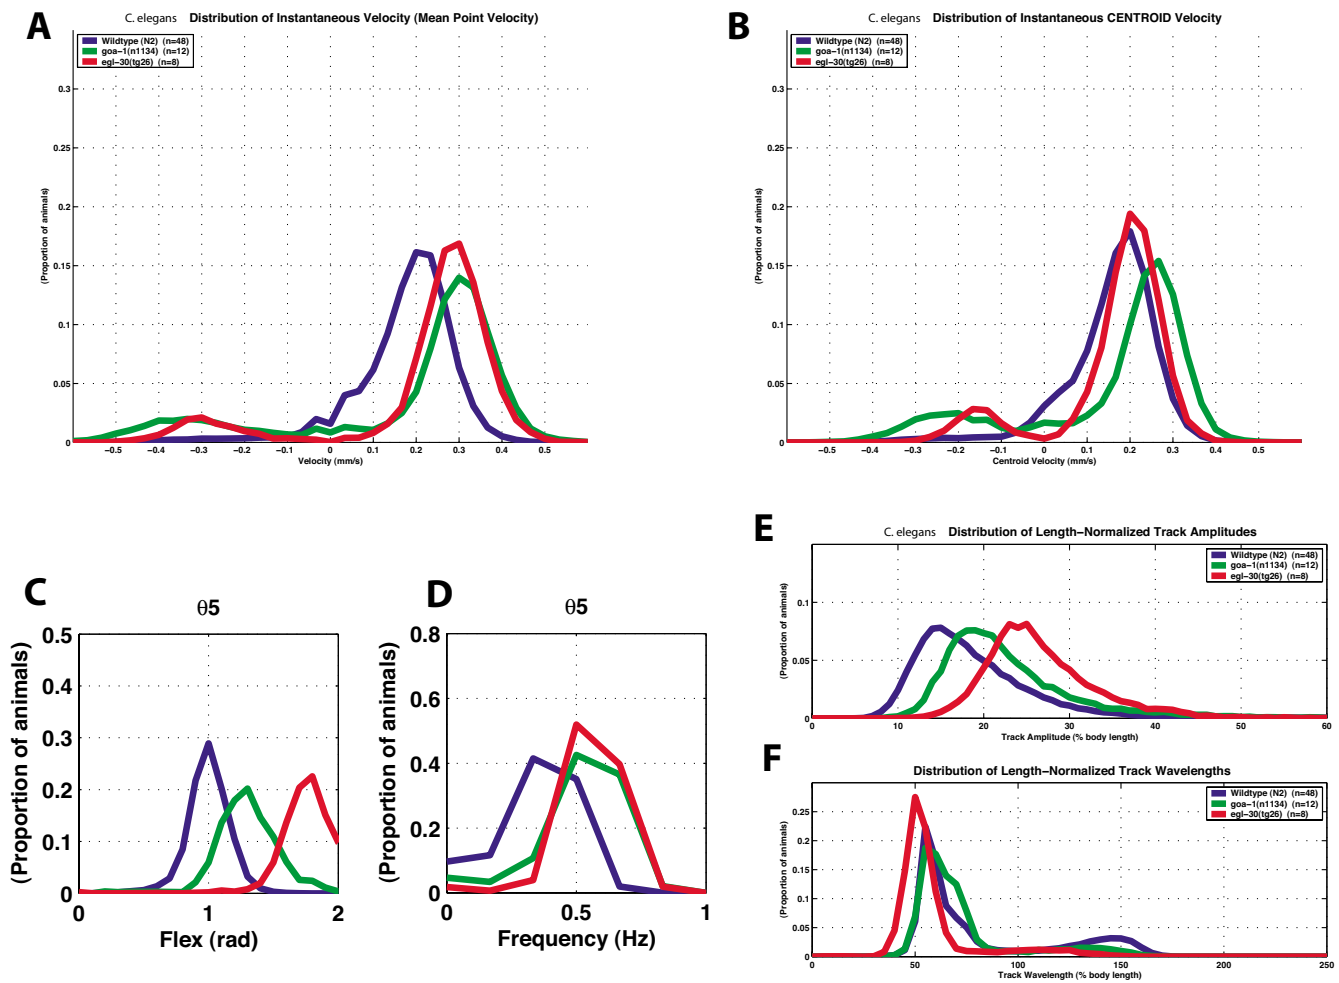 A
C. elegans Distribution of Instantaneous Velocity (Mean Point Velocity)
Wildtype (N2) (n=48)
goa−1(n1134) (n=12)
egl−30(tg26) (n=8)
(Proportion of animals)
0.3
0.25
0.2
0.15
0.1
0.05
0
−0.5 −0.4 −0.3 −0.2 −0.1 0 0.1 0.2 0.3 0.4 0.5
Velocity (mm/s)
B
C. elegans Distribution of Instantaneous CENTROID Velocity
Wildtype (N2) (n=48)
goa−1(n1134) (n=12)
egl−30(tg26) (n=8)
(Proportion of animals)
0.3
0.25
0.2
0.15
0.1
0.05
0
−0.5 −0.4 −0.3 −0.2 −0.1 0 0.1 0.2 0.3 0.4 0.5
Centroid Velocity (mm/s)
C
θ5
(Proportion of animals)
0.5
0.4
0.3
0.2
0.1
0
0 1 2
Flex (rad)
D
θ5
(Proportion of animals)
0.8
0.6
0.4
0.2
0
0 0.5 1
Frequency (Hz)
E
C. elegans Distribution of Length−Normalized Track Amplitudes
Wildtype (N2) (n=48)
goa−1(n1134) (n=12)
egl−30(tg26) (n=8)
(Proportion of animals)
0.1
0.05
0
0 10 20 30 40 50 60
Track Amplitude (% body length)
F
Distribution of Length−Normalized Track Wavelengths
Wildtype (N2) (n=48)
goa−1(n1134) (n=12)
egl−30(tg26) (n=8)
(Proportion of animals)
0.25
0.2
0.15
0.1
0.05
0
0 50 100 150 200 250
Track Wavelength (% body length)